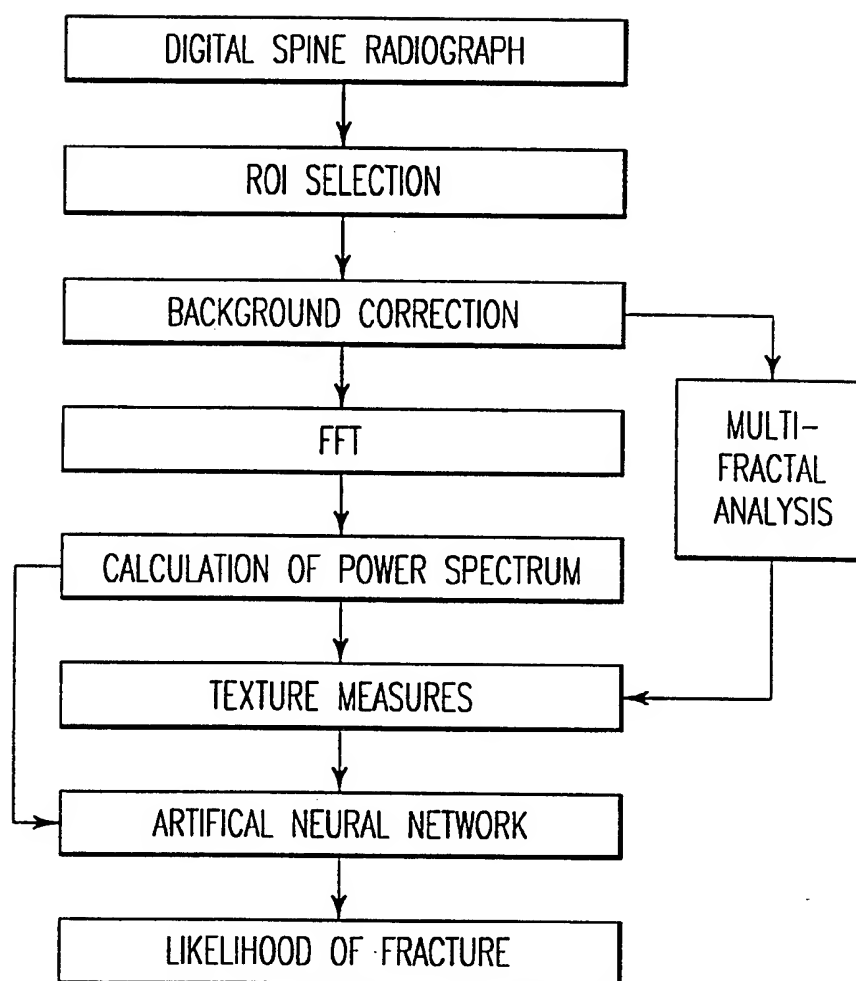 DIGITAL SPINE RADIOGRAPH
ROI SELECTION
BACKGROUND CORRECTION
FFT
MULTI-
FRACTAL
ANALYSIS
CALCULATION OF POWER SPECTRUM
TEXTURE MEASURES
ARTIFICAL NEURAL NETWORK
LIKELIHOOD OF FRACTURE